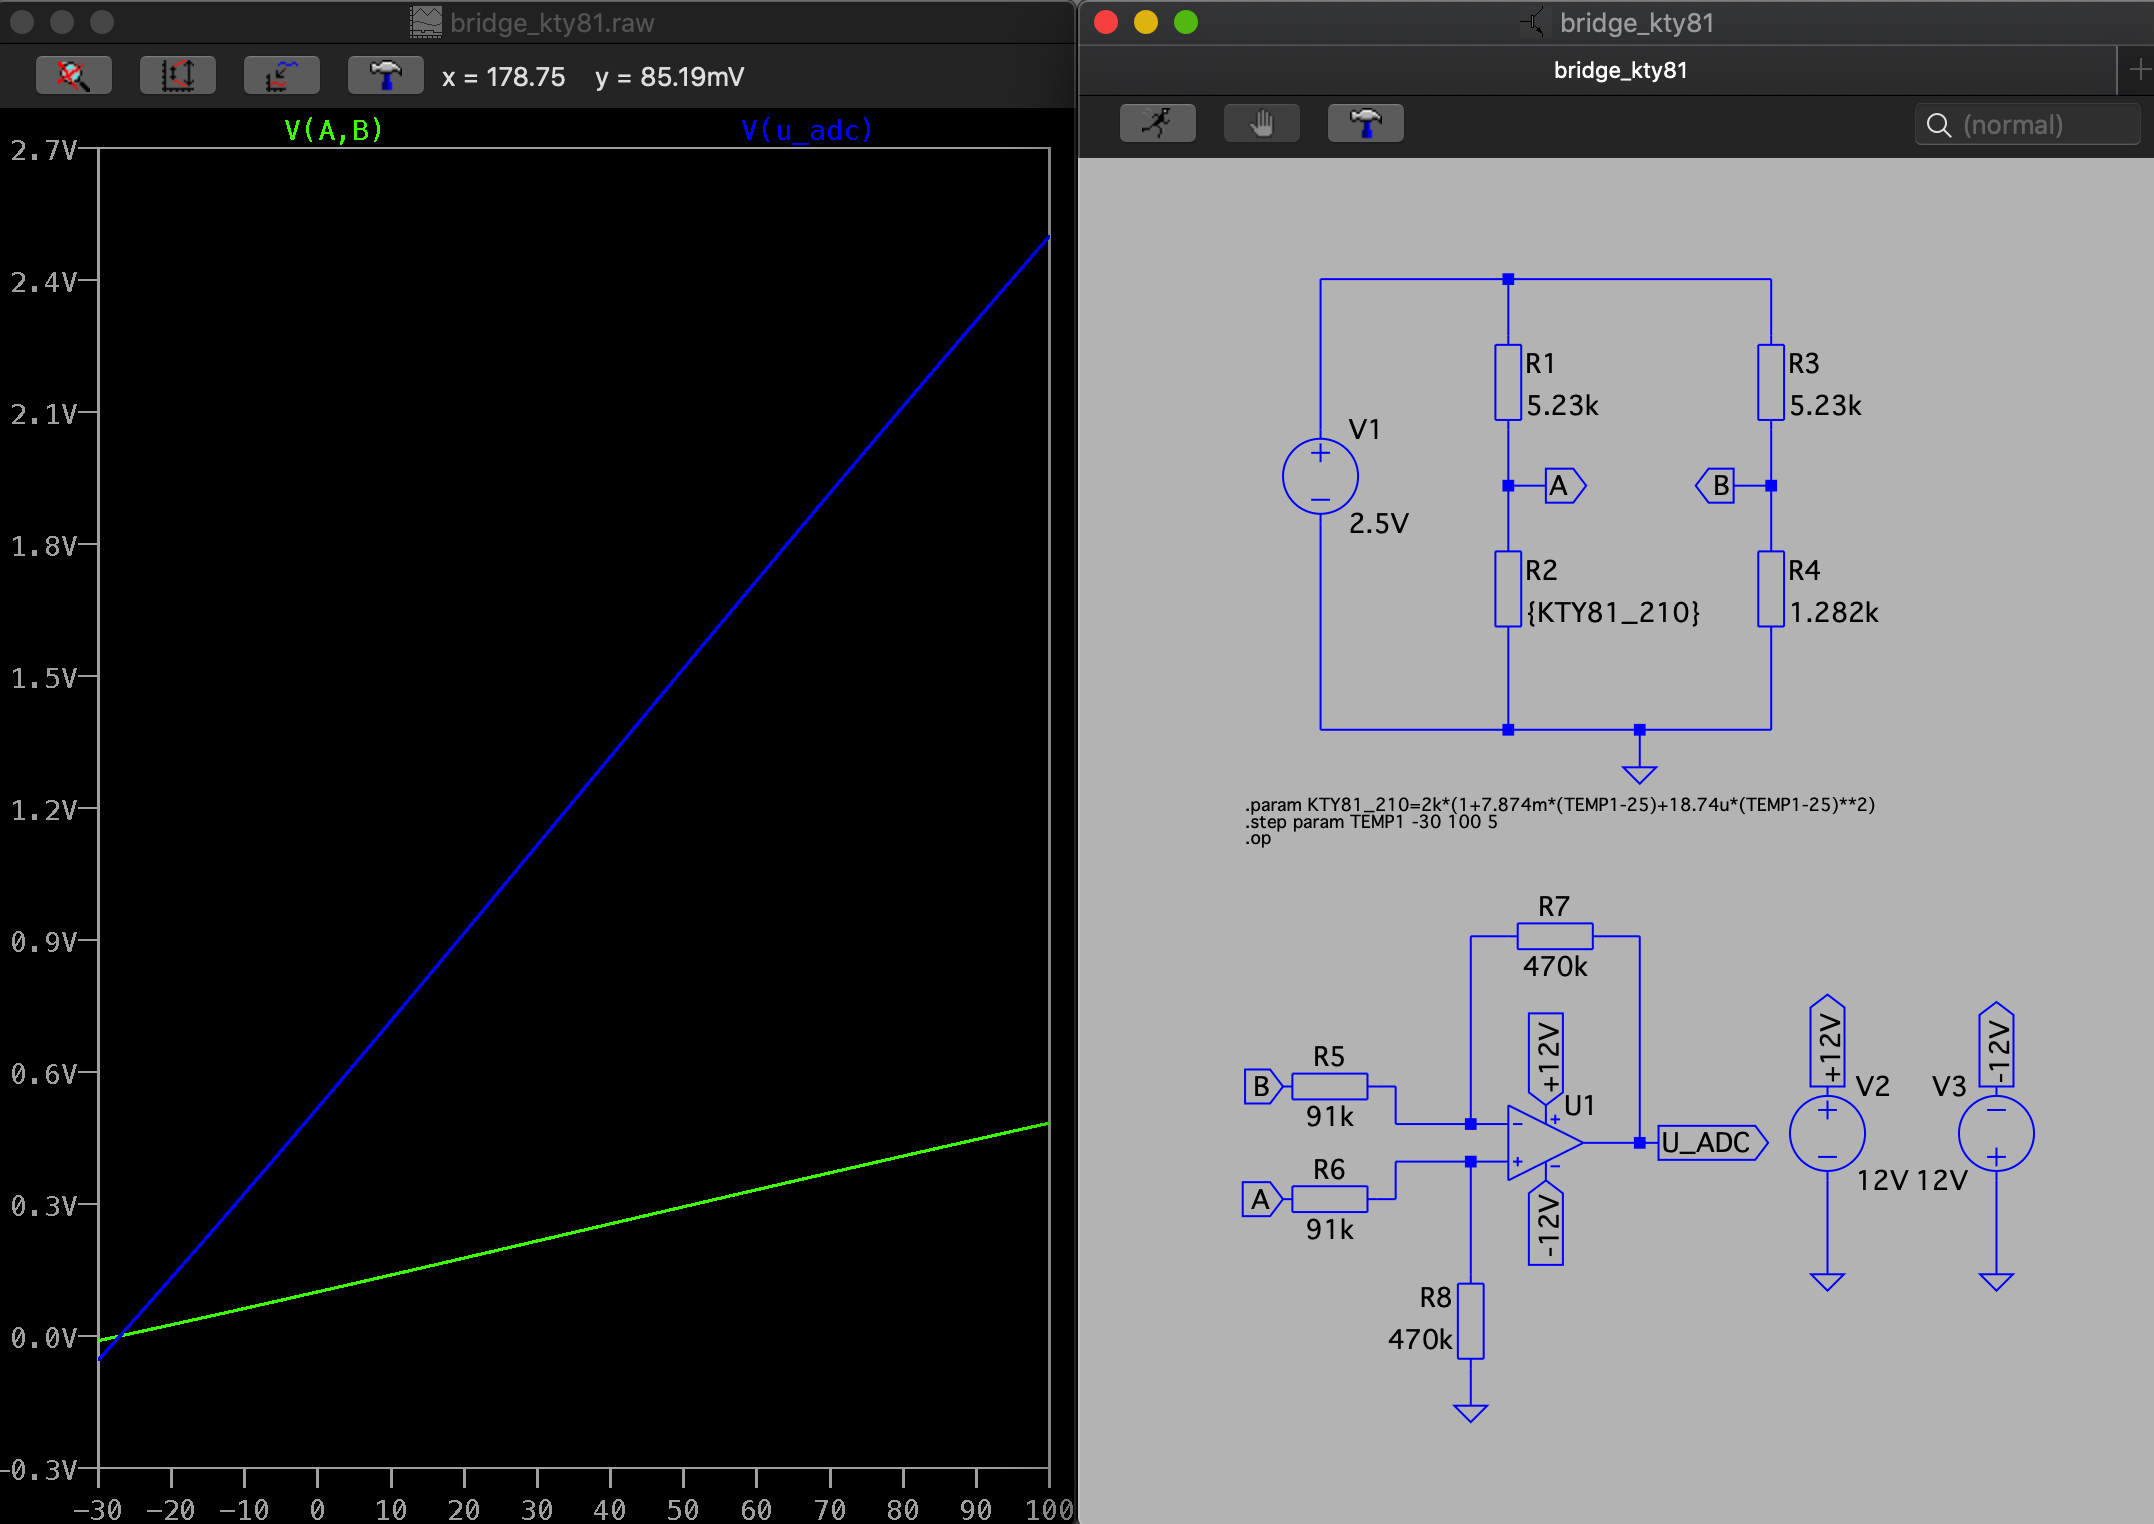 bridge_kty81.raw
x = 178.75 y = 85.19mV
V(A,B) V(u_adc)
2.7V
2.4V
2.1V
1.8V
1.5V
1.2V
0.9V
0.6V
0.3V
0.0V
-0.3V
-30 -20 -10 0 10 20 30 40 50 60 70 80 90 100
bridge_kty81
bridge_kty81
(normal)
R1
5.23k
R3
5.23k
V1
+
−
2.5V
A
B
R2
{KTY81_210}
R4
1.282k
.param KTY81_210=2k*(1+7.874m*(TEMP1-25)+18.74u*(TEMP1-25)**2)
.step param TEMP1 -30 100 5
.op
R7
470k
+12V
+12V
-12V
B
R5
91k
U1
V2
V3
U_ADC
A
R6
91k
-12V
12V
12V
R8
470k